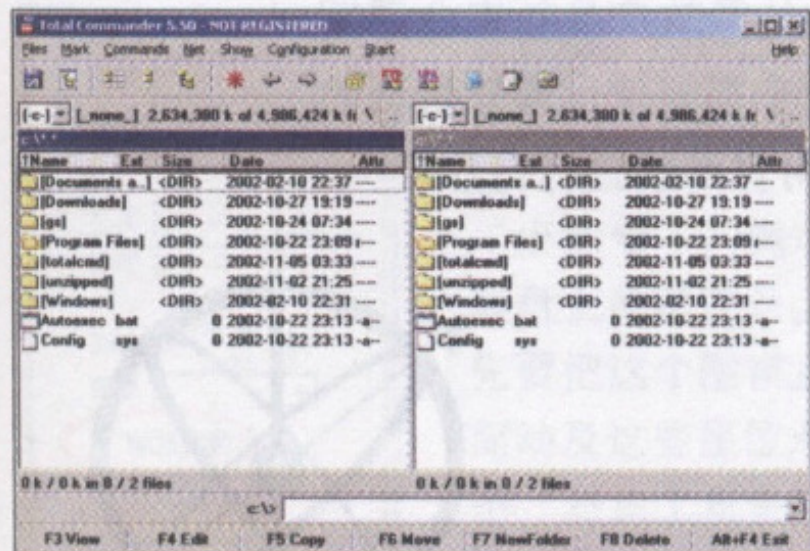 Total Commander 5.50 - NOT REGISTERED
Files Mark Commands Net Show Configuration Start Help
[-c-] [_none_] 2,634,380 k of 4,986,424 k fr \ ..
[-c-] [_none_] 2,634,380 k of 4,986,424 k fr \ ..
c:\*.*
c:\*.*
↑Name Ext Size Date Attr
[Documents a..] <DIR> 2002-02-10 22:37 ----
[Downloads] <DIR> 2002-10-27 19:19 ----
[gs] <DIR> 2002-10-24 07:34 ----
[Program Files] <DIR> 2002-10-22 23:09 r---
[totalcmd] <DIR> 2002-11-05 03:33 ----
[unzipped] <DIR> 2002-11-02 21:25 ----
[Windows] <DIR> 2002-02-10 22:31 ----
Autoexec bat 0 2002-10-22 23:13 -a--
Config sys 0 2002-10-22 23:13 -a--
0 k / 0 k in 0 / 2 files
↑Name Ext Size Date Attr
[Documents a..] <DIR> 2002-02-10 22:37 ----
[Downloads] <DIR> 2002-10-27 19:19 ----
[gs] <DIR> 2002-10-24 07:34 ----
[Program Files] <DIR> 2002-10-22 23:09 r---
[totalcmd] <DIR> 2002-11-05 03:33 ----
[unzipped] <DIR> 2002-11-02 21:25 ----
[Windows] <DIR> 2002-02-10 22:31 ----
Autoexec bat 0 2002-10-22 23:13 -a--
Config sys 0 2002-10-22 23:13 -a--
0 k / 0 k in 0 / 2 files
c:\>
F3 View F4 Edit F5 Copy F6 Move F7 NewFolder F8 Delete Alt+F4 Exit